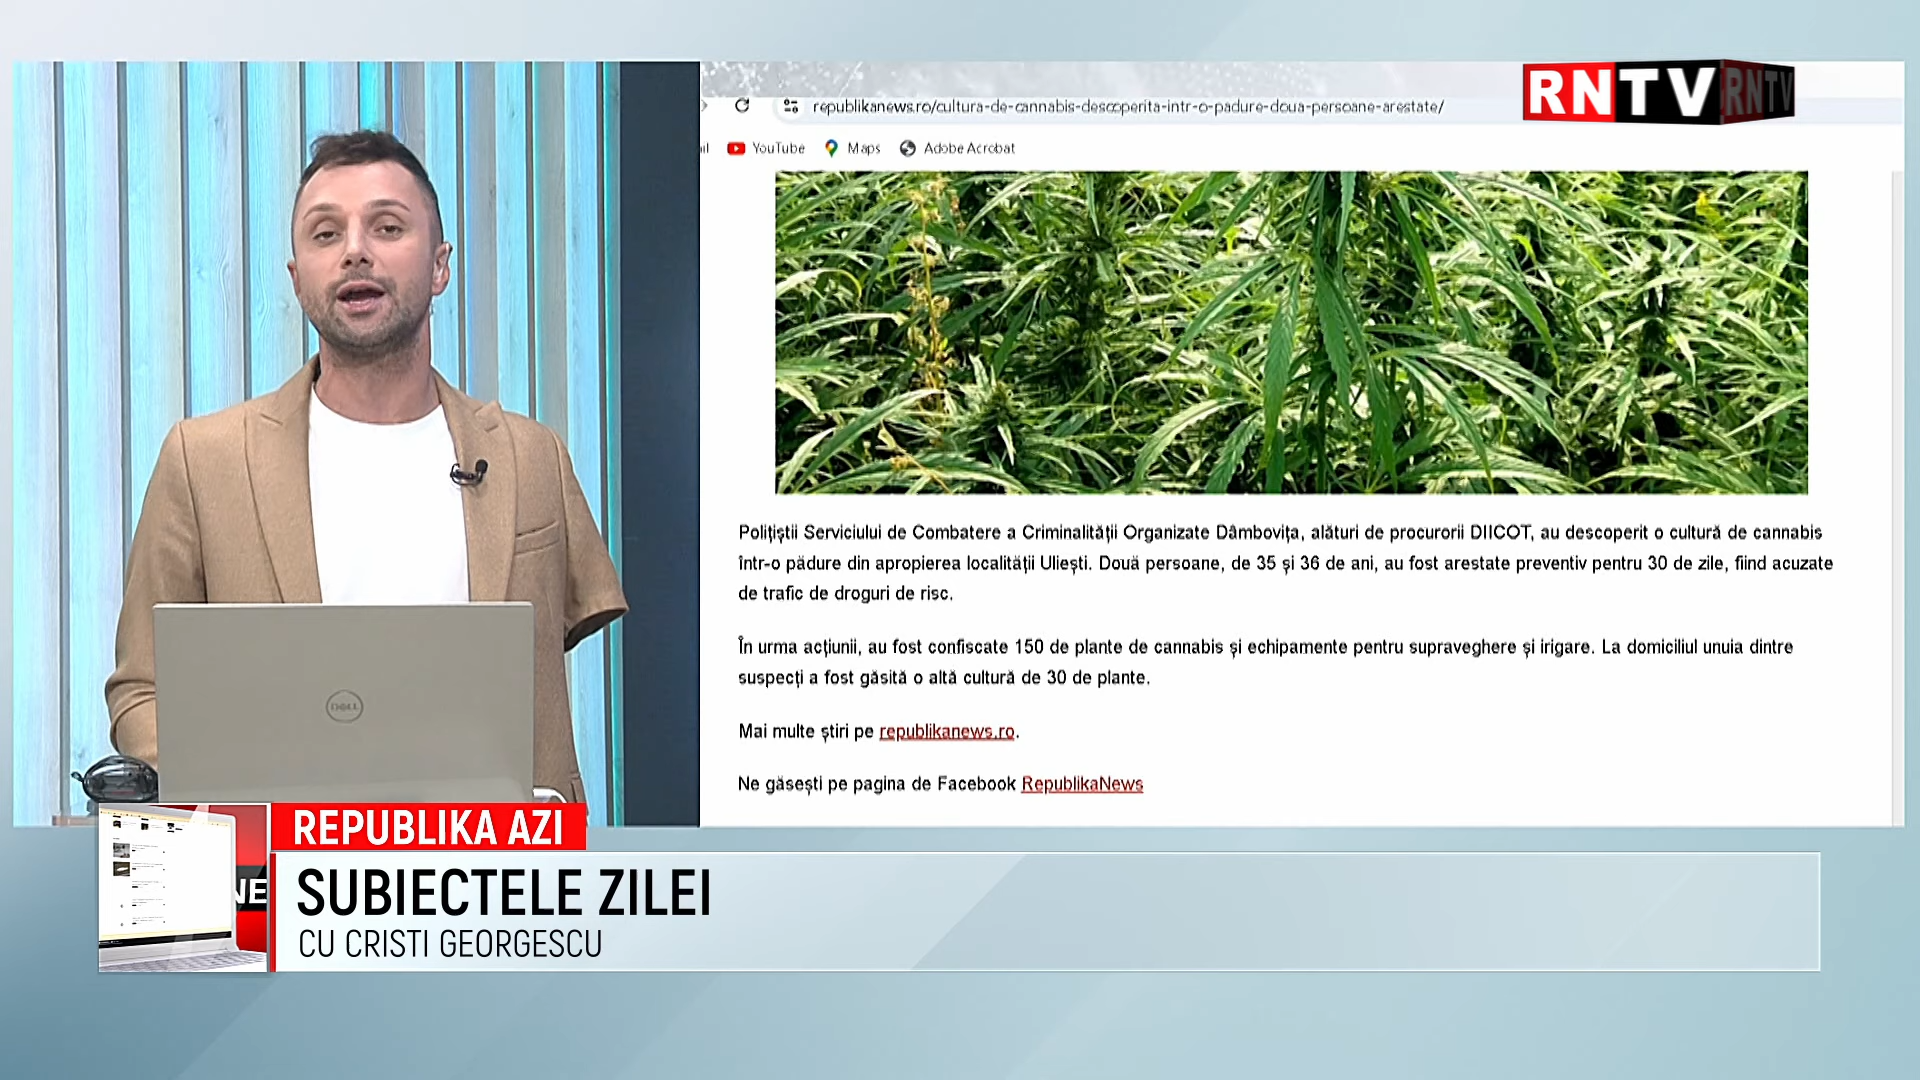 RNTV
RNTV
republikanews.ro/cultura-de-cannabis-descoperita-intr-o-padure-doua-persoane-arestate/
YouTube Maps Adobe Acrobat
Polițiștii Serviciului de Combatere a Criminalității Organizate Dâmbovița, alături de procurorii DIICOT, au descoperit o cultură de cannabis
într-o pădure din apropierea localității Uliești. Două persoane, de 35 și 36 de ani, au fost arestate preventiv pentru 30 de zile, fiind acuzate
de trafic de droguri de risc.
În urma acțiunii, au fost confiscate 150 de plante de cannabis și echipamente pentru supraveghere și irigare. La domiciliul unuia dintre
suspecți a fost găsită o altă cultură de 30 de plante.
Mai multe știri pe republikanews.ro.
Ne găsești pe pagina de Facebook RepublikaNews
DELL
REPUBLIKA AZI
NE
SUBIECTELE ZILEI
CU CRISTI GEORGESCU